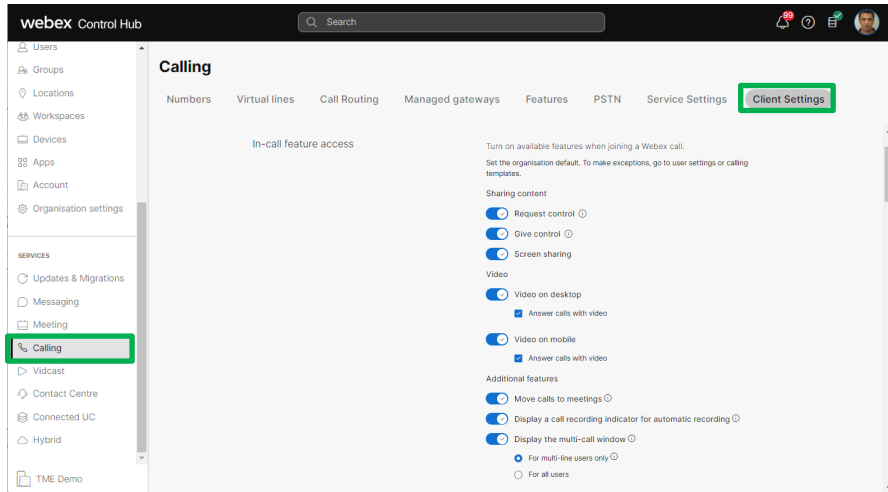 webex Control Hub
Search
99
Users
Groups
Locations
Workspaces
Devices
Apps
Account
Organisation settings
SERVICES
Updates & Migrations
Messaging
Meeting
Calling
Vidcast
Contact Centre
Connected UC
Hybrid
TME Demo
Calling
Numbers
Virtual lines
Call Routing
Managed gateways
Features
PSTN
Service Settings
Client Settings
In-call feature access
Turn on available features when joining a Webex call.
Set the organisation default. To make exceptions, go to user settings or calling
templates.
Sharing content
Request control
Give control
Screen sharing
Video
Video on desktop
Answer calls with video
Video on mobile
Answer calls with video
Additional features
Move calls to meetings
Display a call recording indicator for automatic recording
Display the multi-call window
For multi-line users only
For all users